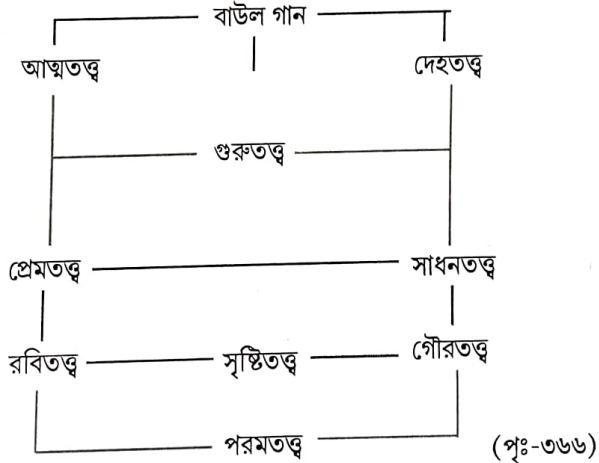 বাউল গান
আত্মতত্ত্ব দেহতত্ত্ব
গুরুতত্ত্ব
প্রেমতত্ত্ব সাধনতত্ত্ব
রবিতত্ত্ব সৃষ্টিতত্ত্ব গৌরতত্ত্ব
পরমতত্ত্ব (পৃঃ-৩৬৬)